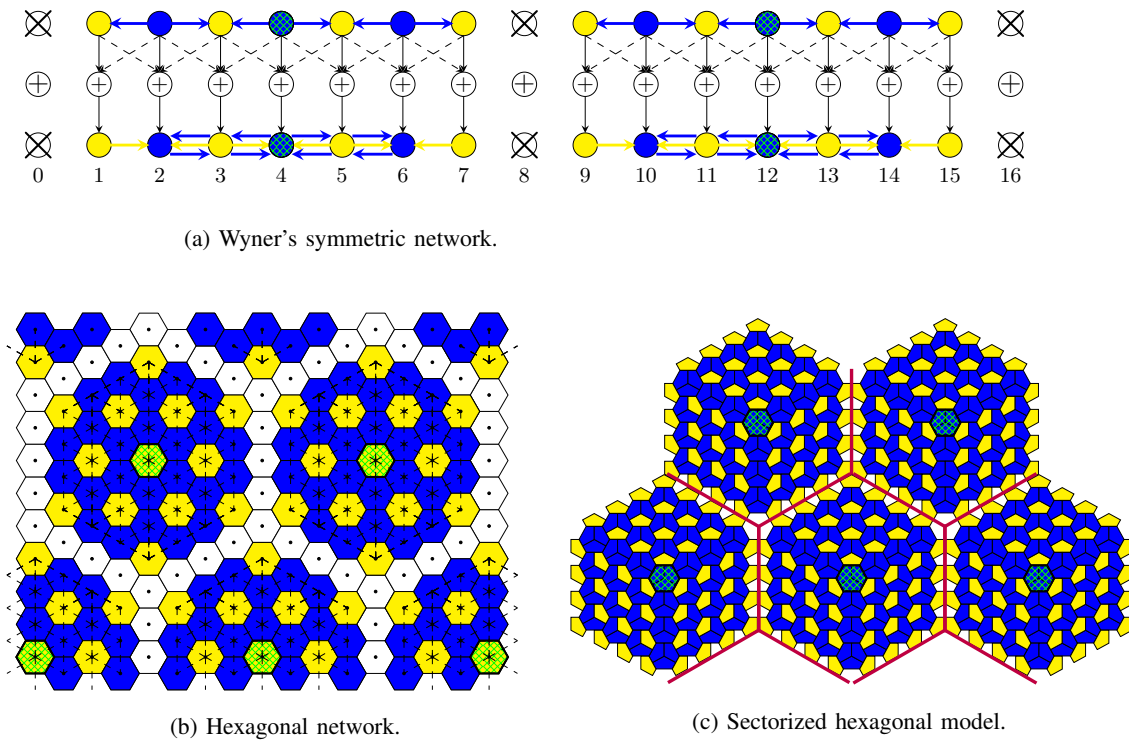 0 1 2 3 4 5 6 7 8 9 10 11 12 13 14 15 16
(a) Wyner's symmetric network.
(b) Hexagonal network.
(c) Sectorized hexagonal model.